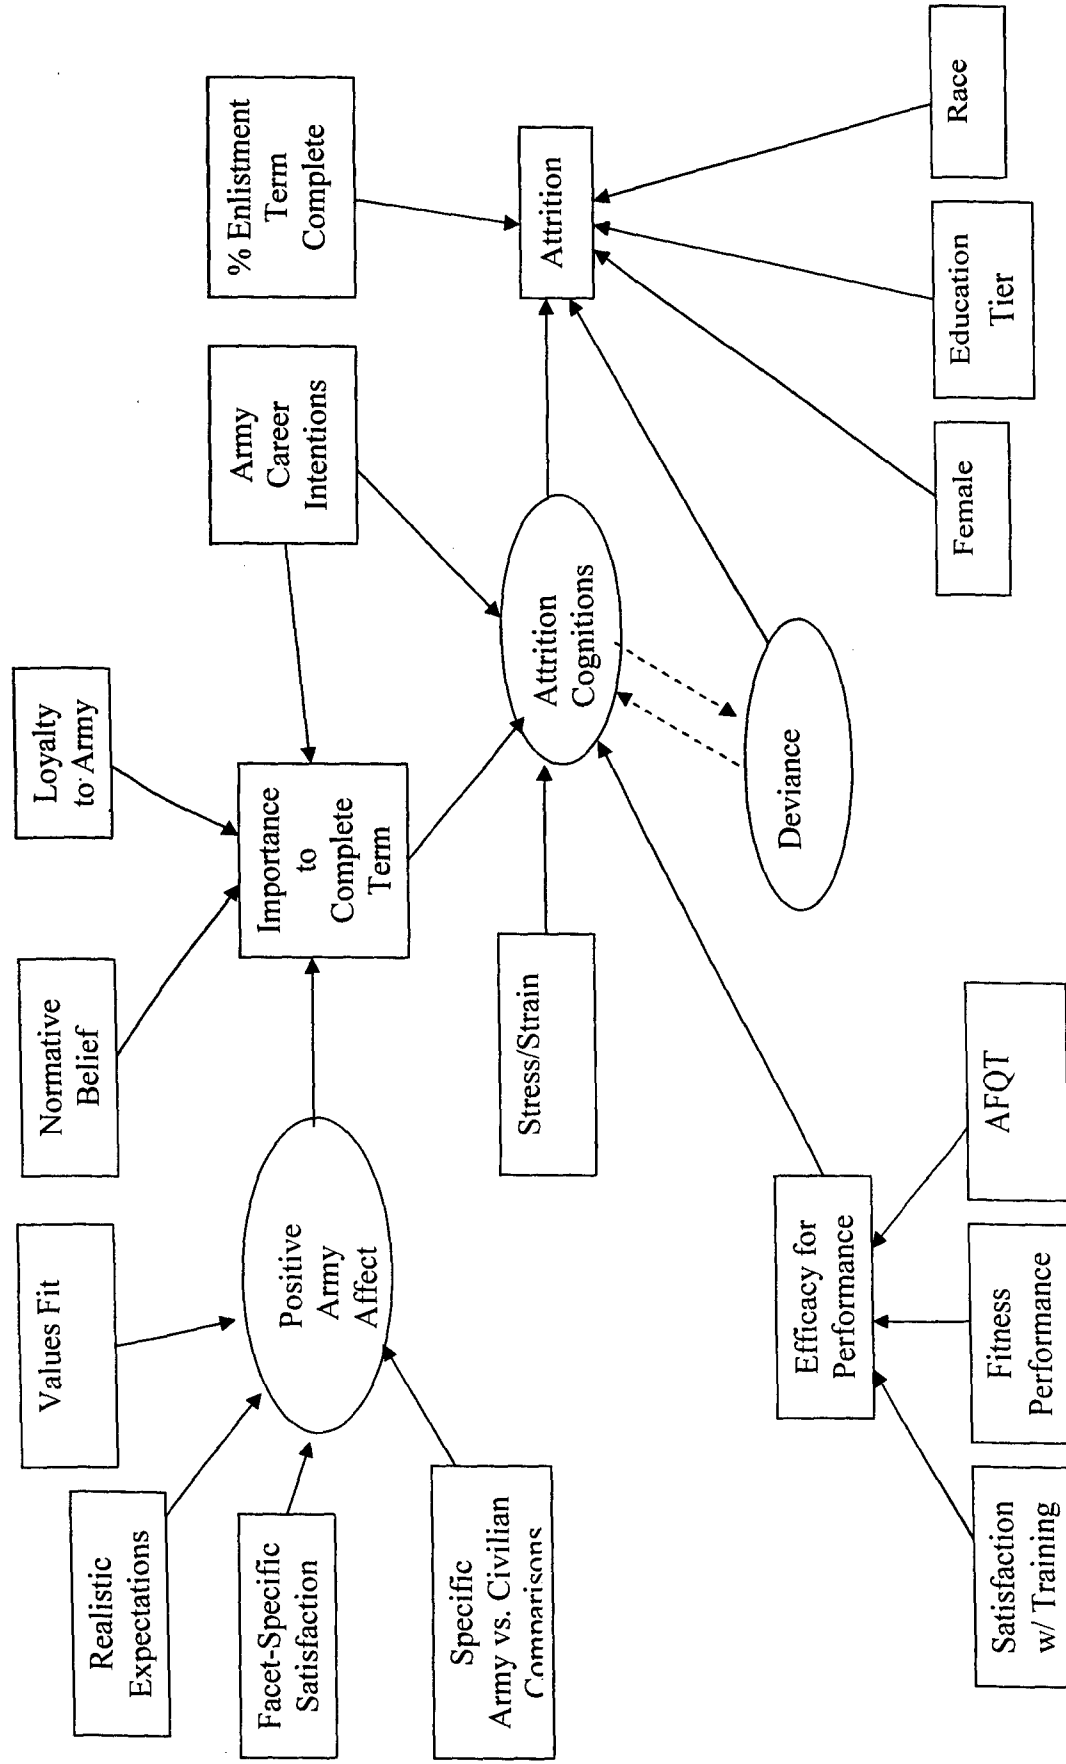 Realistic
Expectations
Values Fit
Normative
Belief
Loyalty
to Army
Facet-Specific
Satisfaction
Positive
Army
Affect
Importance
to
Complete
Term
Army
Career
Intentions
% Enlistment
Term
Complete
Specific
Army vs. Civilian
Comparisons
Stress/Strain
Attrition
Cognitions
Attrition
Efficacy for
Performance
Deviance
Satisfaction
w/ Training
Fitness
Performance
AFQT
Female
Education
Tier
Race